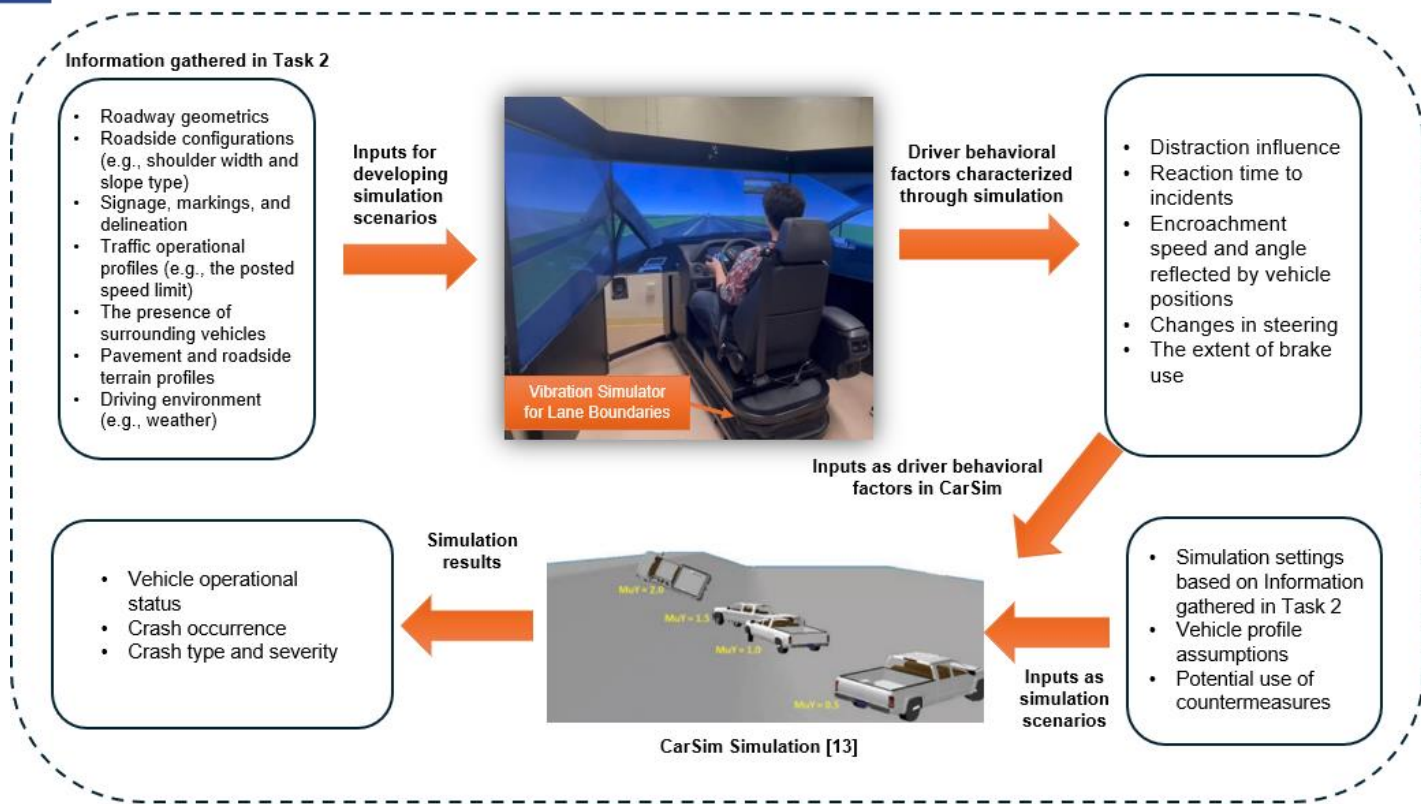 Information gathered in Task 2
• Roadway geometrics
• Roadside configurations
(e.g., shoulder width and
slope type)
• Signage, markings, and
delineation
• Traffic operational
profiles (e.g., the posted
speed limit)
• The presence of
surrounding vehicles
• Pavement and roadside
terrain profiles
• Driving environment
(e.g., weather)
Inputs for
developing
simulation
scenarios
Vibration Simulator
for Lane Boundaries
Driver behavioral
factors characterized
through simulation
• Distraction influence
• Reaction time to
incidents
• Encroachment
speed and angle
reflected by vehicle
positions
• Changes in steering
• The extent of brake
use
Inputs as driver behavioral
factors in CarSim
• Simulation settings
based on Information
gathered in Task 2
• Vehicle profile
assumptions
• Potential use of
countermeasures
Inputs as
simulation
scenarios
MuY = 2.0
MuY = 1.5
MuY = 1.0
MuY = 0.5
CarSim Simulation [13]
Simulation
results
• Vehicle operational
status
• Crash occurrence
• Crash type and severity